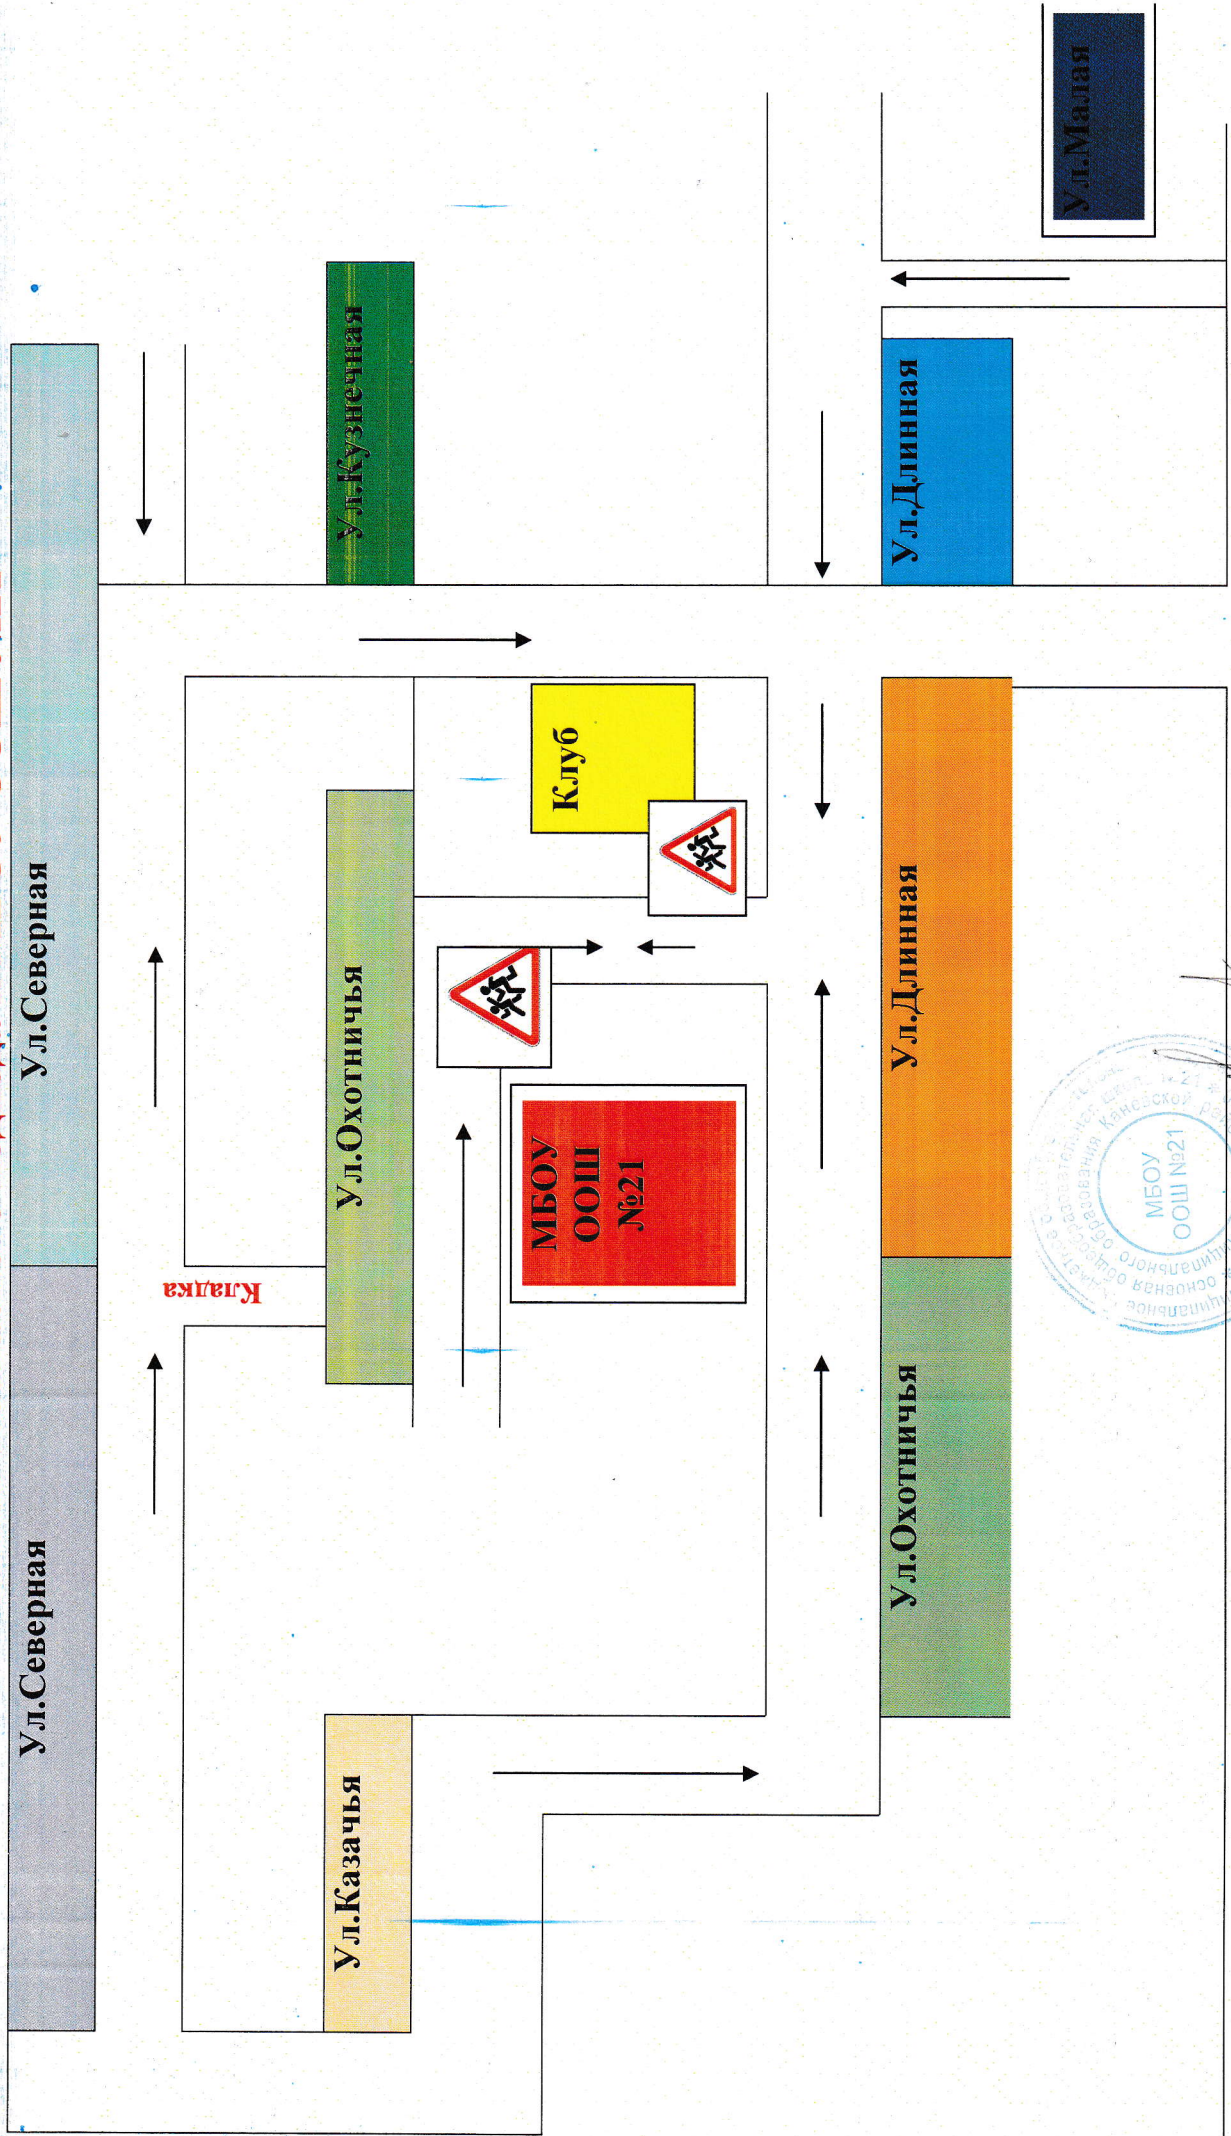 Ул.Северная
Ул.Северная
Кладка
Ул.Казачья
Ул.Охотничья
Ул.Кузнечная
МБОУ
ООШ
№21
Клуб
Ул.Охотничья
Ул.Длинная
Ул.Длинная
Ул.Малая
МБОУ
ООШ №21